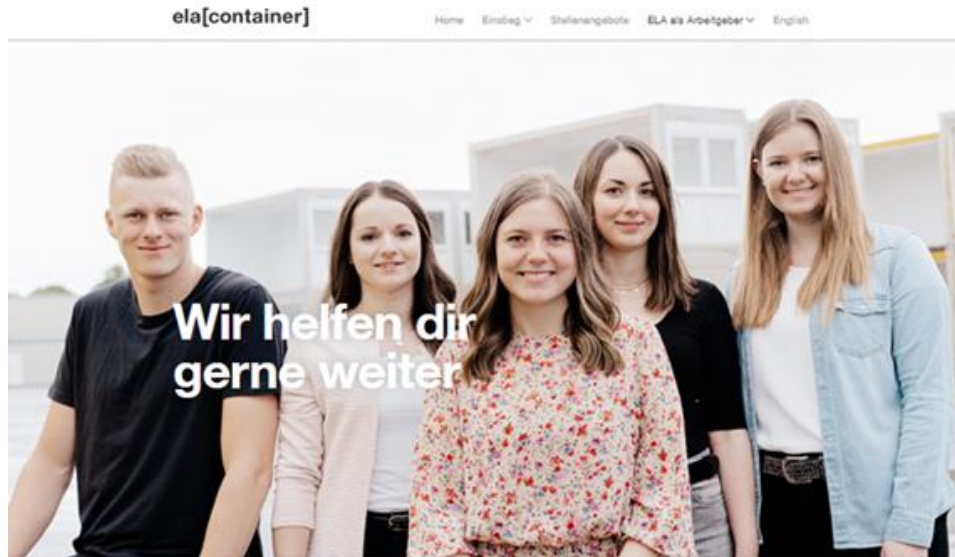 ela[container]
Home Einstieg Stellenangebote ELA als Arbeitgeber English
Wir helfen dir
gerne weiter